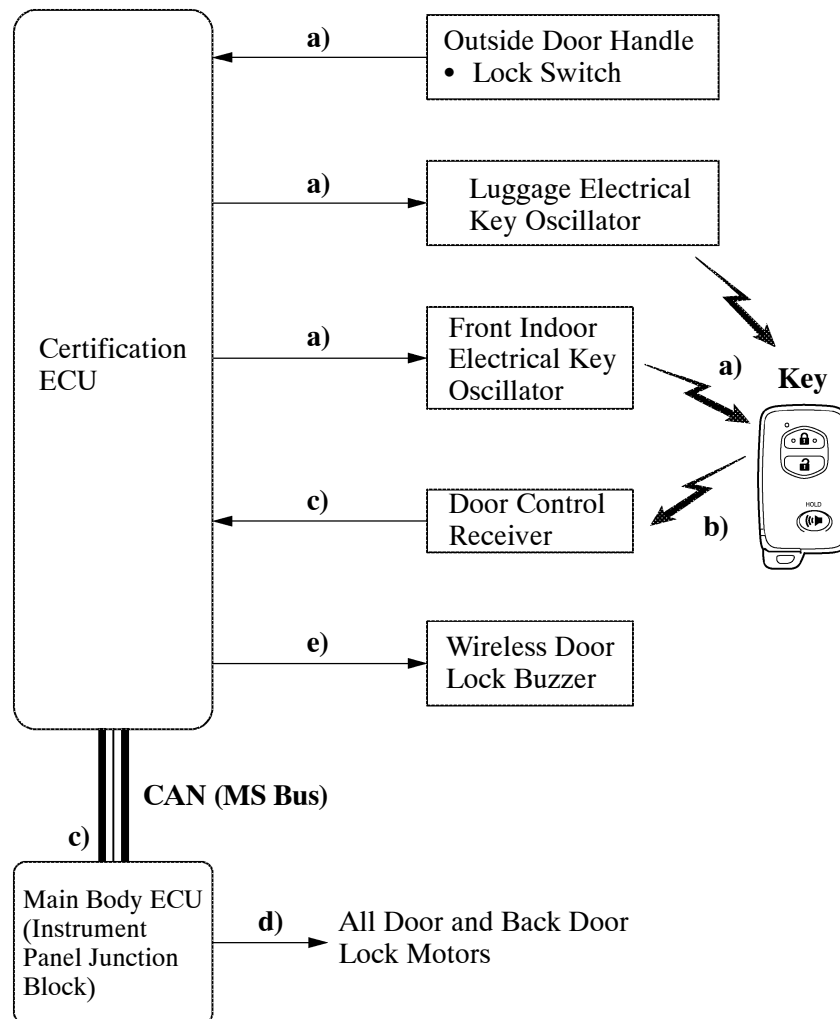 a)
Outside Door Handle
• Lock Switch
a)
Luggage Electrical
Key Oscillator
Certification
ECU
a)
Front Indoor
Electrical Key
Oscillator
a)
Key
HOLD
c)
Door Control
Receiver
b)
e)
Wireless Door
Lock Buzzer
CAN (MS Bus)
c)
Main Body ECU
(Instrument
Panel Junction
Block)
d)
All Door and Back Door
Lock Motors